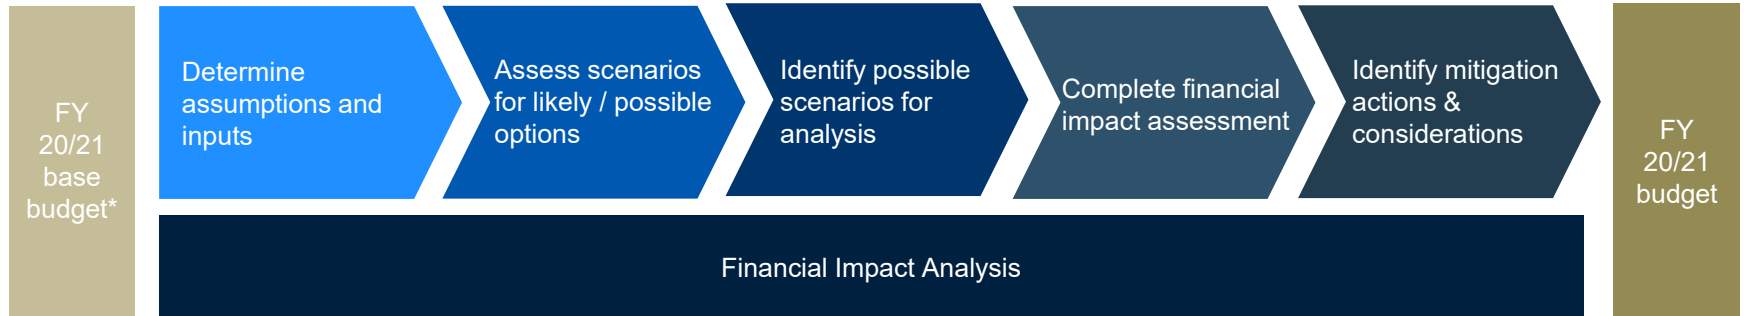 FY
20/21
base
budget*
Determine
assumptions and
inputs
Assess scenarios
for likely / possible
options
Identify possible
scenarios for
analysis
Complete financial
impact assessment
Identify mitigation
actions &
considerations
FY
20/21
budget
Financial Impact Analysis